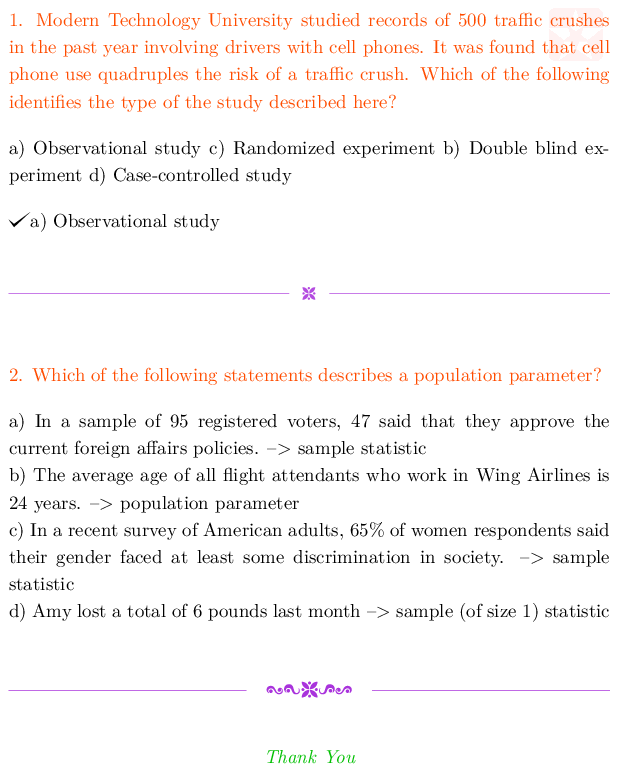 1. Modern Technology University studied records of 500 traffic crushes
in the past year involving drivers with cell phones. It was found that cell
phone use quadruples the risk of a traffic crush. Which of the following
identifies the type of the study described here?
a) Observational study c) Randomized experiment b) Double blind ex-
periment d) Case-controlled study
✓a) Observational study
2. Which of the following statements describes a population parameter?
a) In a sample of 95 registered voters, 47 said that they approve the
current foreign affairs policies. –> sample statistic
b) The average age of all flight attendants who work in Wing Airlines is
24 years. –> population parameter
c) In a recent survey of American adults, 65% of women respondents said
their gender faced at least some discrimination in society. –> sample
statistic
d) Amy lost a total of 6 pounds last month –> sample (of size 1) statistic
Thank You